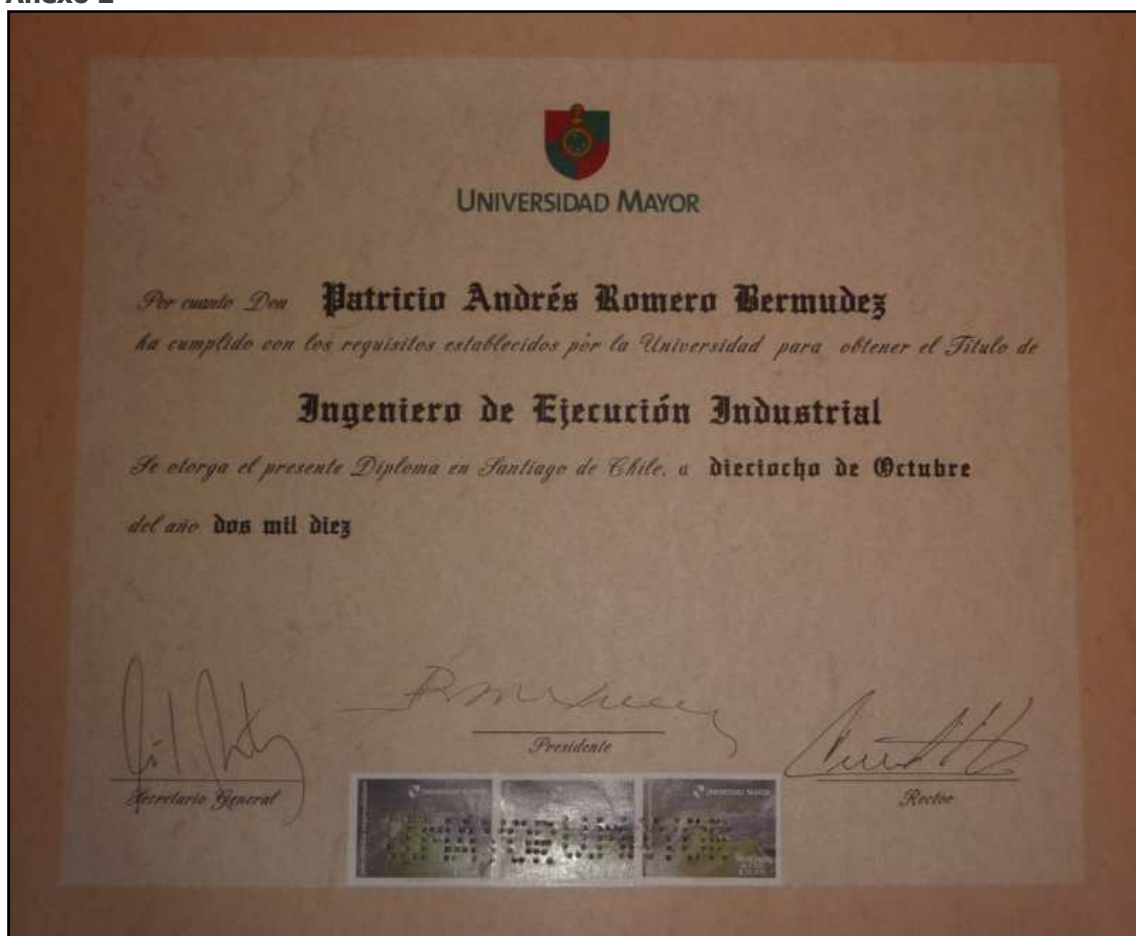 UNIVERSIDAD MAYOR
Por cuanto Don Patricio Andrés Romero Bermudez
ha cumplido con los requisitos establecidos por la Universidad para obtener el Título de
Ingeniero de Ejecución Industrial
Se otorga el presente Diploma en Santiago de Chile, a dieciocho de Octubre
del año dos mil diez
Presidente
Secretario General
Rector
UNIVERSIDAD MAYOR